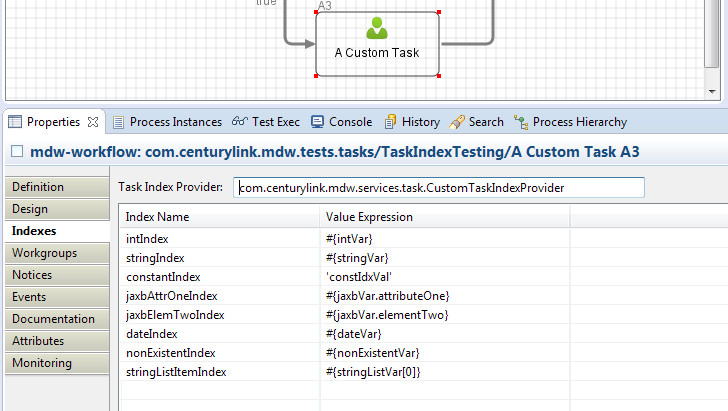 true
A3
A Custom Task
Properties Process Instances Test Exec Console History Search Process Hierarchy
mdw-workflow: com.centurylink.mdw.tests.tasks/TaskIndexTesting/A Custom Task A3
Definition
Design
Indexes
Workgroups
Notices
Events
Documentation
Attributes
Monitoring
Task Index Provider: com.centurylink.mdw.services.task.CustomTaskIndexProvider
Index Name Value Expression
intIndex #{intVar}
stringIndex #{stringVar}
constantIndex 'constIdxVal'
jaxbAttrOneIndex #{jaxbVar.attributeOne}
jaxbElemTwoIndex #{jaxbVar.elementTwo}
dateIndex #{dateVar}
nonExistentIndex #{nonExistentVar}
stringListItemIndex #{stringListVar[0]}